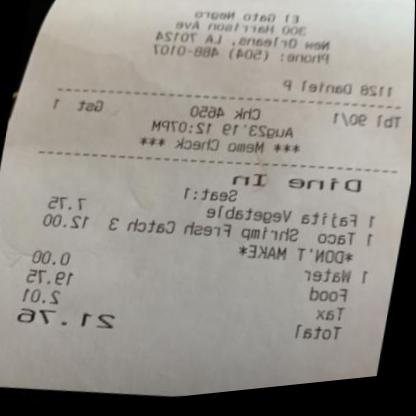 El Gato Negro
300 Harrison Ave
New Orleans, LA 70124
Phone: (504) 488-0107
1128 Daniel P
Tbl 90/1 Chk 4650 Gst 1
Aug23'19 12:07PM
*** Memo Check ***
Dine In
Seat:1
1 Fajita Vegetable 7.75
1 Taco Shrimp Fresh Catch 3 12.00
*DON'T MAKE*
1 Water 0.00
Food 19.75
Tax 2.01
Total 21.76